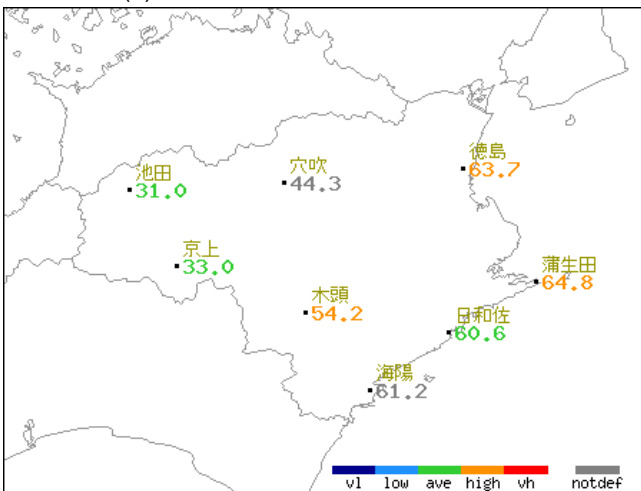 徳島
63.7
穴吹
44.3
池田
31.0
京上
33.0
蒲生田
64.8
木頭
54.2
日和佐
60.6
海陽
61.2
vl low ave high vh notdef